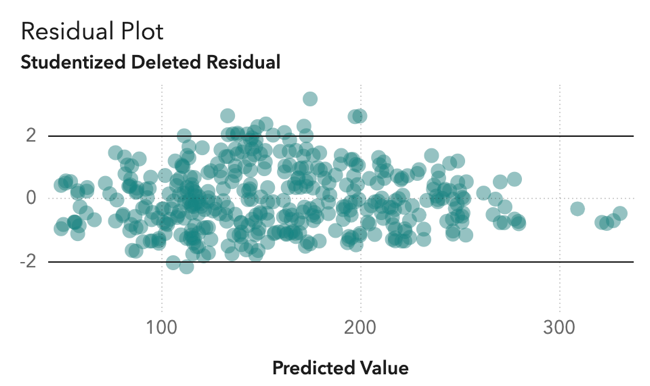 Residual Plot
Studentized Deleted Residual
2
0
-2
100 200 300
Predicted Value